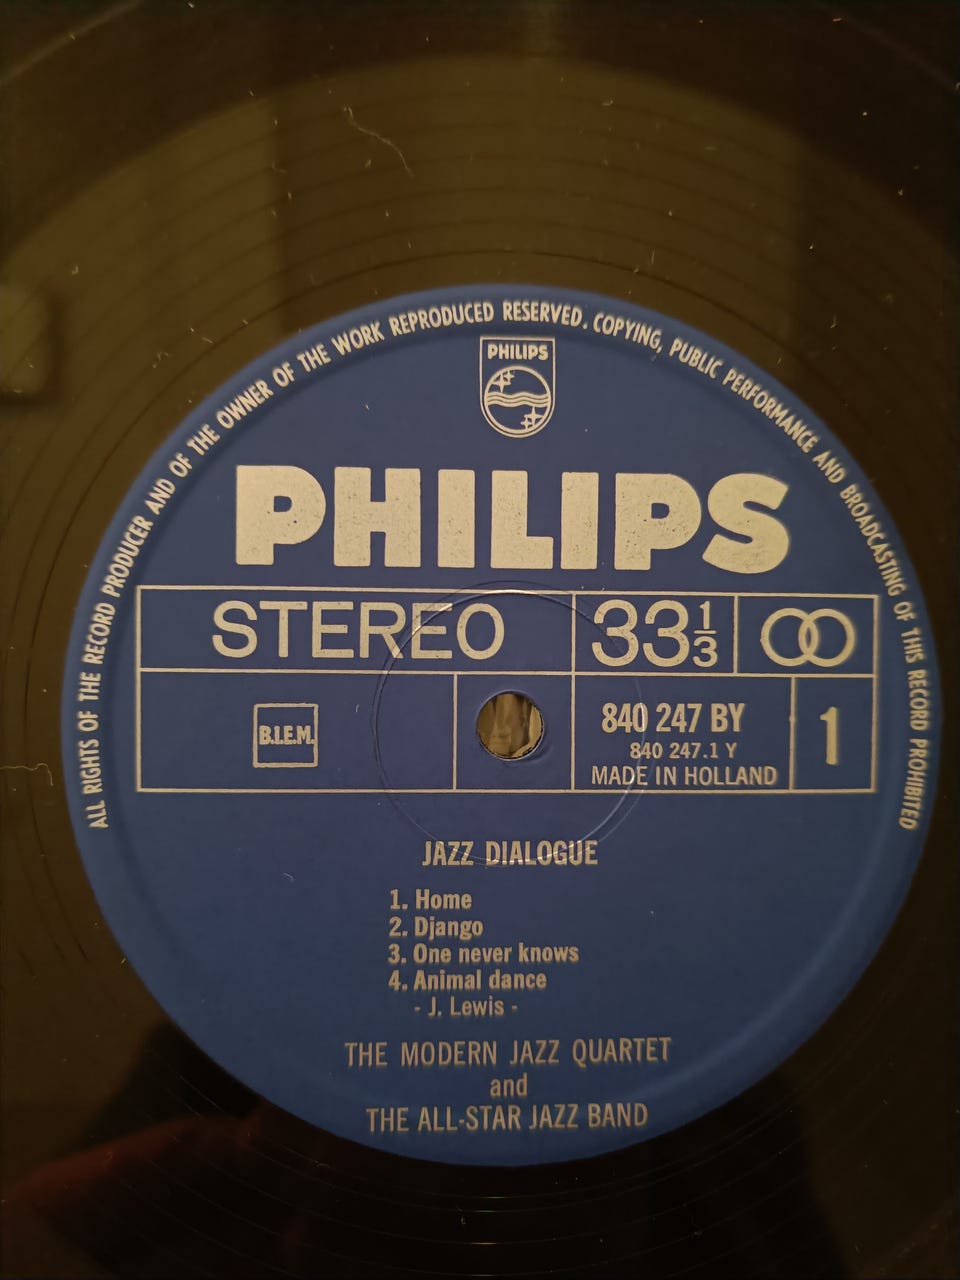 ALL RIGHTS OF THE RECORD PRODUCER AND OF THE OWNER OF THE WORK REPRODUCED RESERVED. COPYING, PUBLIC PERFORMANCE AND BROADCASTING OF THIS RECORD PROHIBITED
PHILIPS
PHILIPS
STEREO 33 1/3
B.I.E.M. 840 247 BY 1
840 247.1 Y
MADE IN HOLLAND
JAZZ DIALOGUE
1. Home
2. Django
3. One never knows
4. Animal dance
- J. Lewis -
THE MODERN JAZZ QUARTET
and
THE ALL-STAR JAZZ BAND